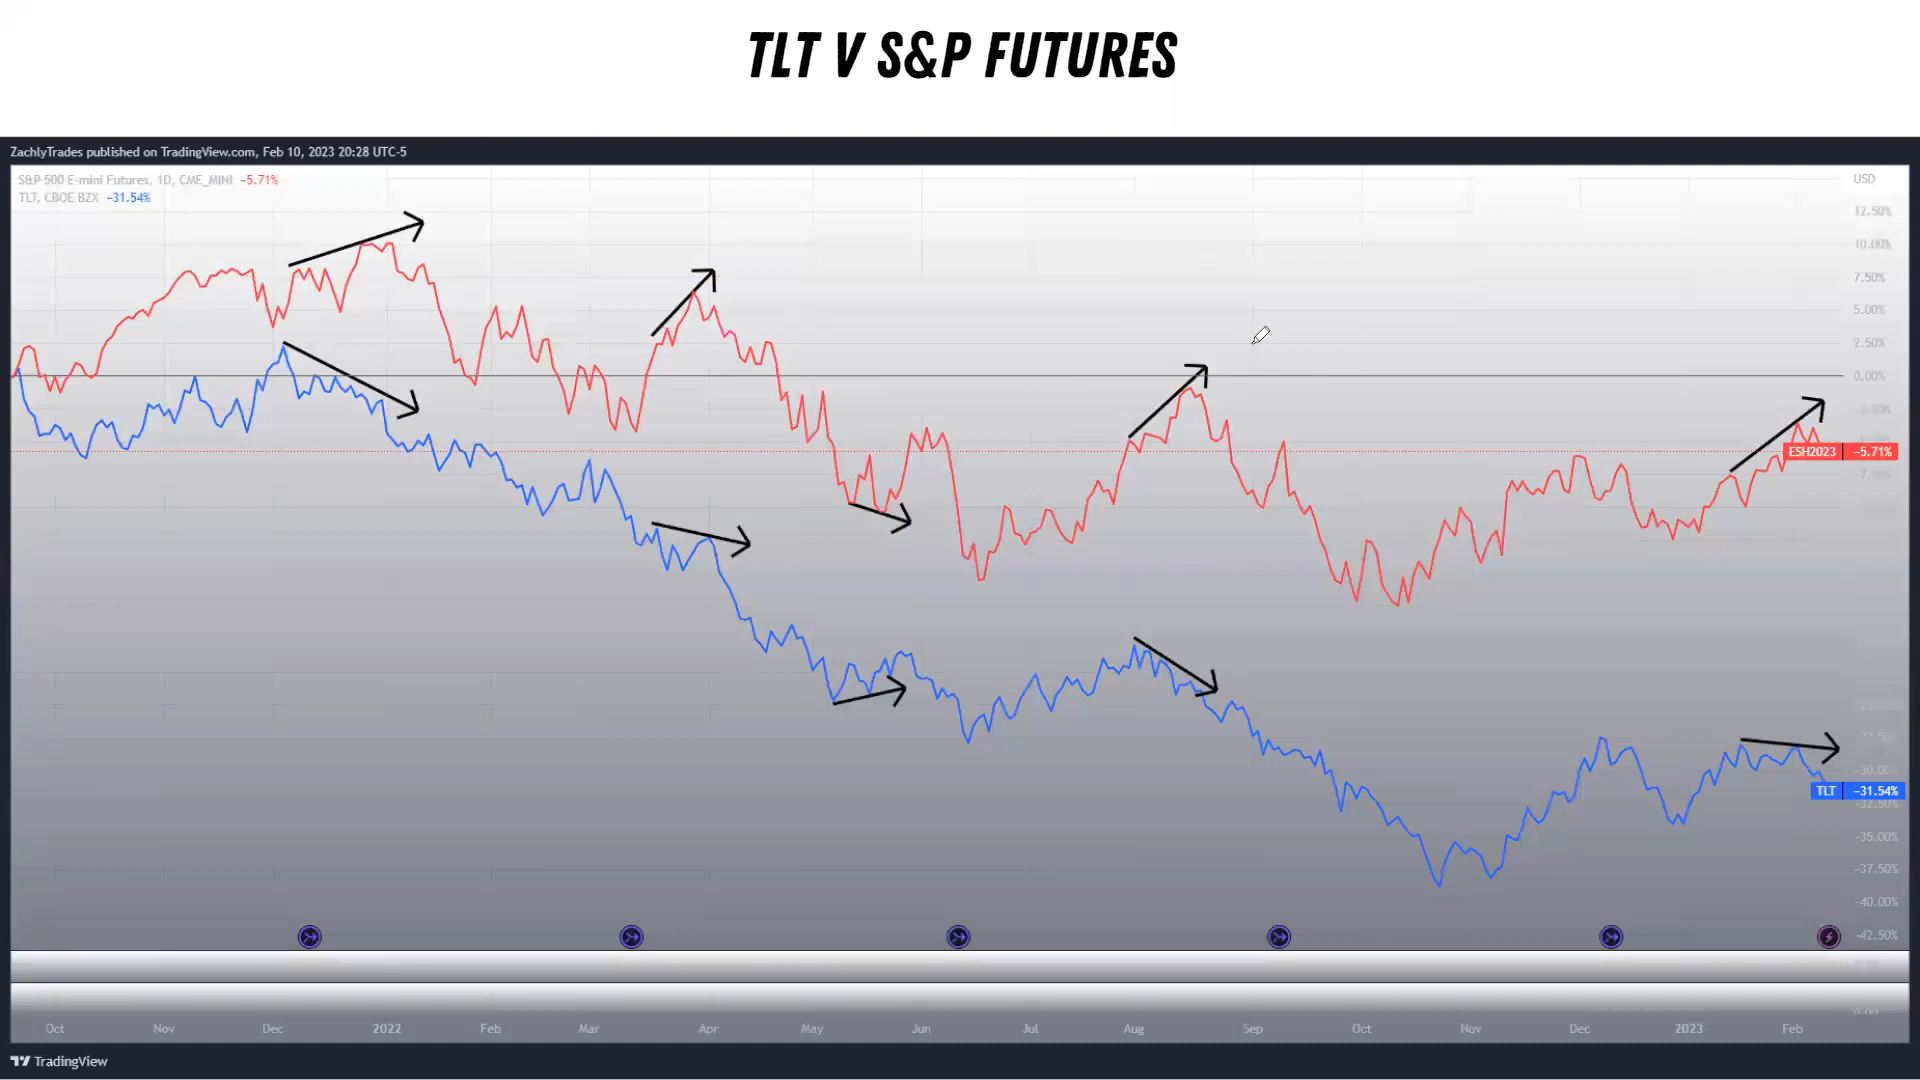 TLT V S&P FUTURES
ZachlyTrades published on TradingView.com, Feb 10, 2023 20:28 UTC-5
S&P 500 E-mini Futures, 1D, CME_MINI -5.71%
TLT, CBOE BZX -31.54%
USD
12.50%
10.00%
7.50%
5.00%
2.50%
0.00%
ESH2023 -5.71%
-30.00%
TLT -31.54%
-32.50%
-35.00%
-37.50%
-40.00%
-42.50%
Oct Nov Dec 2022 Feb Mar Apr May Jun Jul Aug Sep Oct Nov Dec 2023 Feb
TradingView